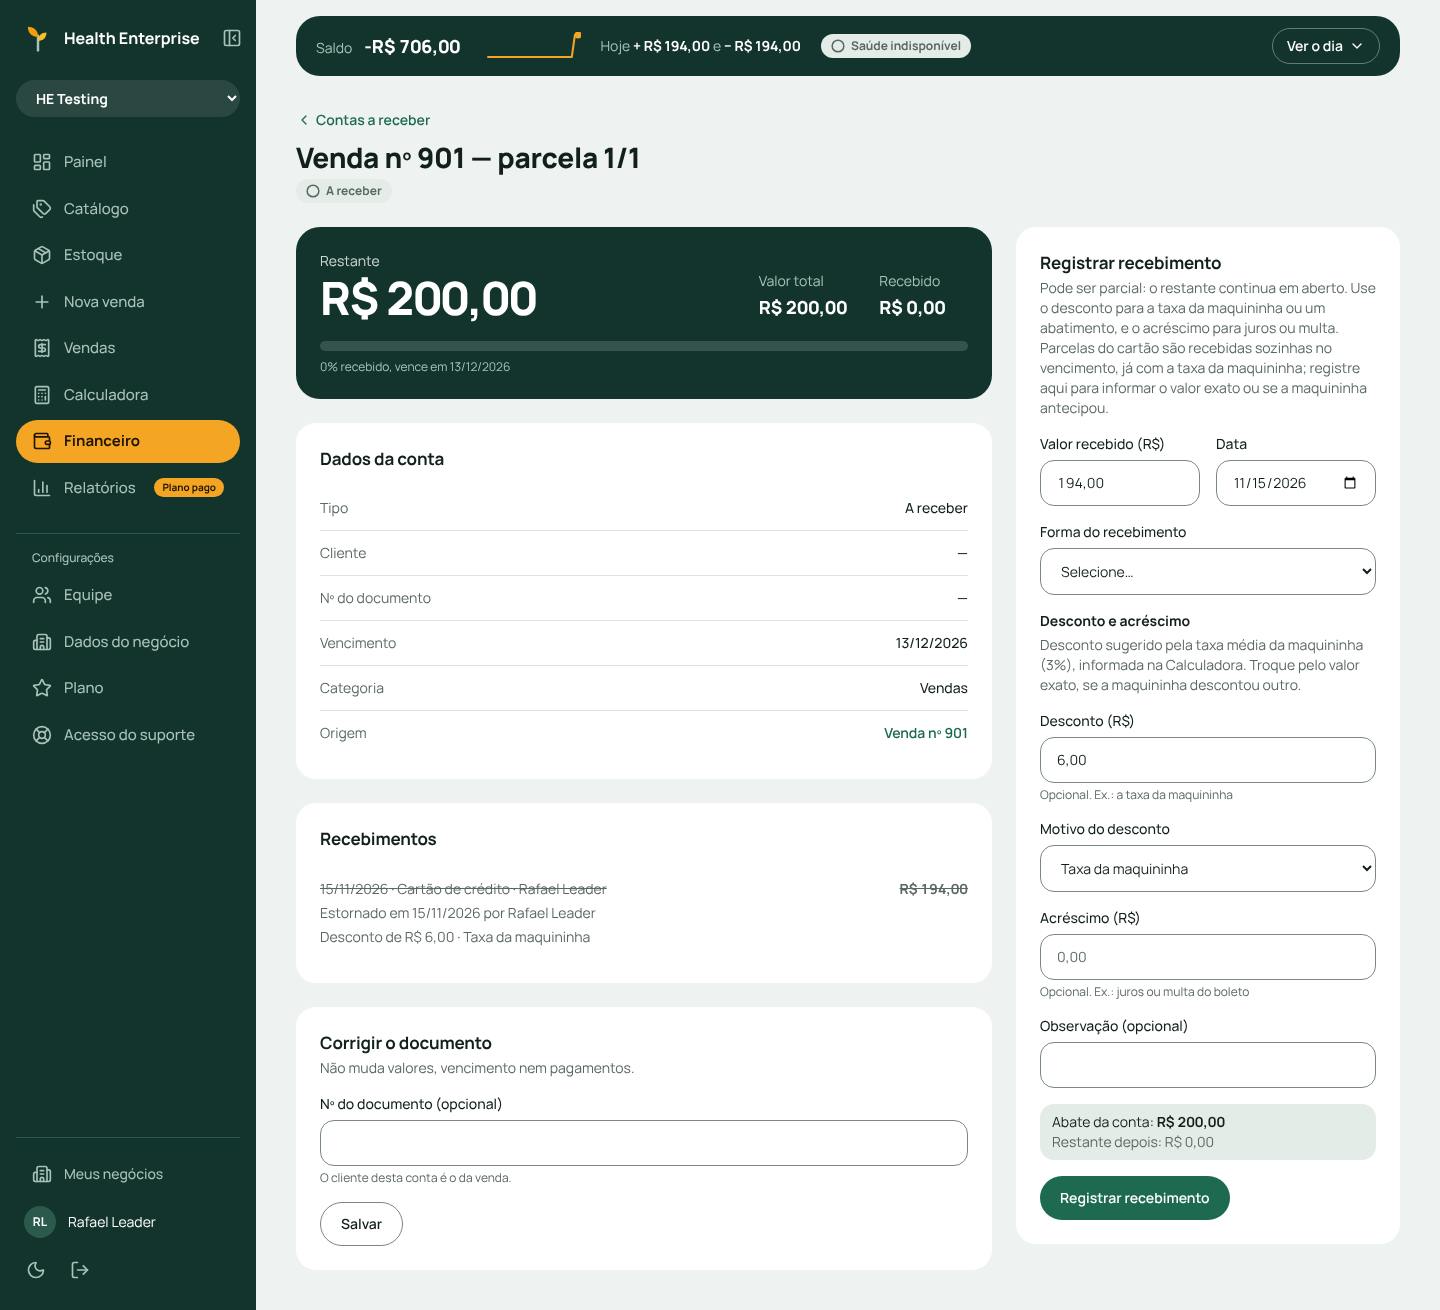 Health Enterprise
HE Testing
Painel
Catálogo
Estoque
Nova venda
Vendas
Calculadora
Financeiro
Relatórios Plano pago
Configurações
Equipe
Dados do negócio
Plano
Acesso do suporte
Meus negócios
RL Rafael Leader
Saldo -R$ 706,00 Hoje + R$ 194,00 e − R$ 194,00 Saúde indisponível Ver o dia
Contas a receber
Venda nº 901 — parcela 1/1
A receber
Restante
R$ 200,00
Valor total Recebido
R$ 200,00 R$ 0,00
0% recebido, vence em 13/12/2026
Dados da conta
Tipo A receber
Cliente —
Nº do documento —
Vencimento 13/12/2026
Categoria Vendas
Origem Venda nº 901
Recebimentos
15/11/2026 · Cartão de crédito · Rafael Leader R$ 194,00
Estornado em 15/11/2026 por Rafael Leader
Desconto de R$ 6,00 · Taxa da maquininha
Corrigir o documento
Não muda valores, vencimento nem pagamentos.
Nº do documento (opcional)
O cliente desta conta é o da venda.
Salvar
Registrar recebimento
Pode ser parcial: o restante continua em aberto. Use
o desconto para a taxa da maquininha ou um
abatimento, e o acréscimo para juros ou multa.
Parcelas do cartão são recebidas sozinhas no
vencimento, já com a taxa da maquininha; registre
aqui para informar o valor exato ou se a maquininha
antecipou.
Valor recebido (R$) Data
194,00 11/15/2026
Forma do recebimento
Selecione...
Desconto e acréscimo
Desconto sugerido pela taxa média da maquininha
(3%), informada na Calculadora. Troque pelo valor
exato, se a maquininha descontou outro.
Desconto (R$)
6,00
Opcional. Ex.: a taxa da maquininha
Motivo do desconto
Taxa da maquininha
Acréscimo (R$)
0,00
Opcional. Ex.: juros ou multa do boleto
Observação (opcional)
Abate da conta: R$ 200,00
Restante depois: R$ 0,00
Registrar recebimento